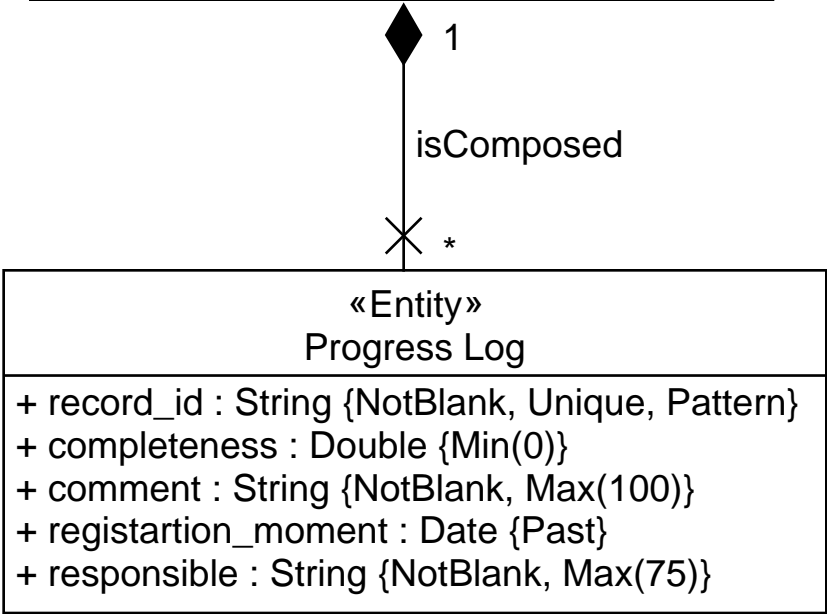 1
isComposed
*
«Entity»
Progress Log
+ record_id : String {NotBlank, Unique, Pattern}
+ completeness : Double {Min(0)}
+ comment : String {NotBlank, Max(100)}
+ registartion_moment : Date {Past}
+ responsible : String {NotBlank, Max(75)}